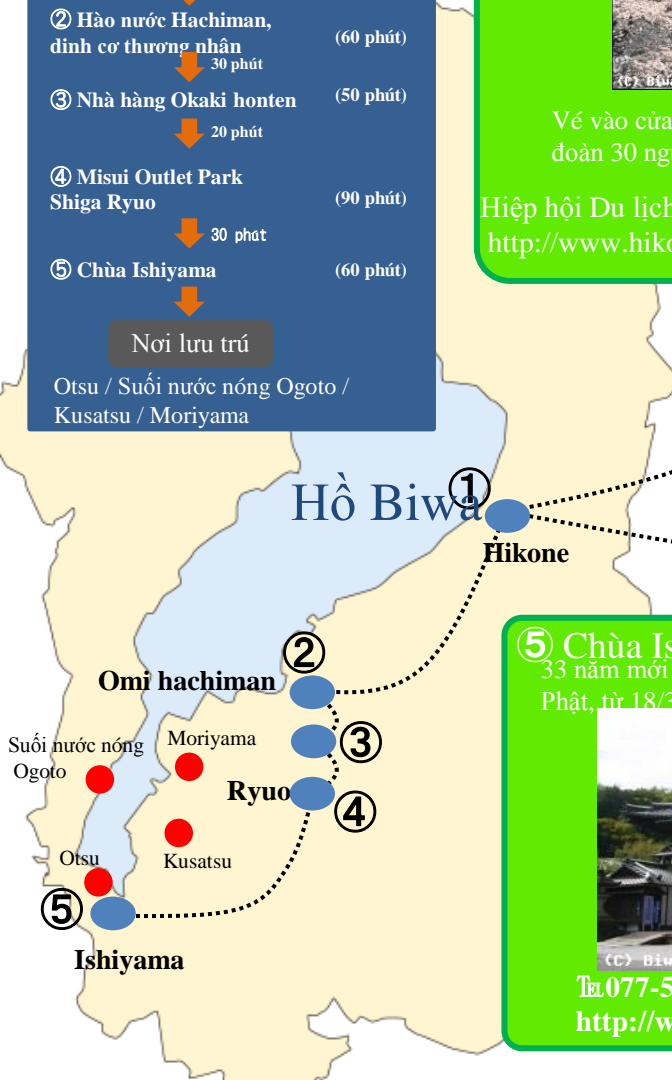 ② Hào nước Hachiman,
dinh cơ thương nhân (60 phút)
30 phút
③ Nhà hàng Okaki honten (50 phút)
20 phút
④ Misui Outlet Park
Shiga Ryuo (90 phút)
30 phút
⑤ Chùa Ishiyama (60 phút)
Nơi lưu trú
Otsu / Suối nước nóng Ogoto /
Kusatsu / Moriyama
(C) Biwa
Vé vào cửa
đoàn 30
Hiệp hội Du lịch
http://www.hiko
Hồ Biwa
①
Hikone
②
Omi hachiman
③
Suối nước nóng
Ogoto
Moriyama
Ryuo
④
Kusatsu
Otsu
⑤
Ishiyama
⑤ Chùa Is
33 năm mới
Phật, từ 18/3
(C) Biw
℡077-5
http://w